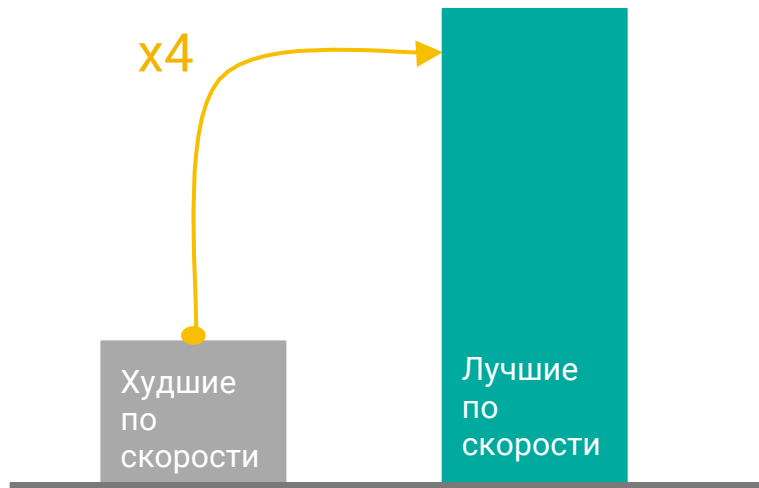 x4
Худшие
по
скорости
Лучшие
по
скорости